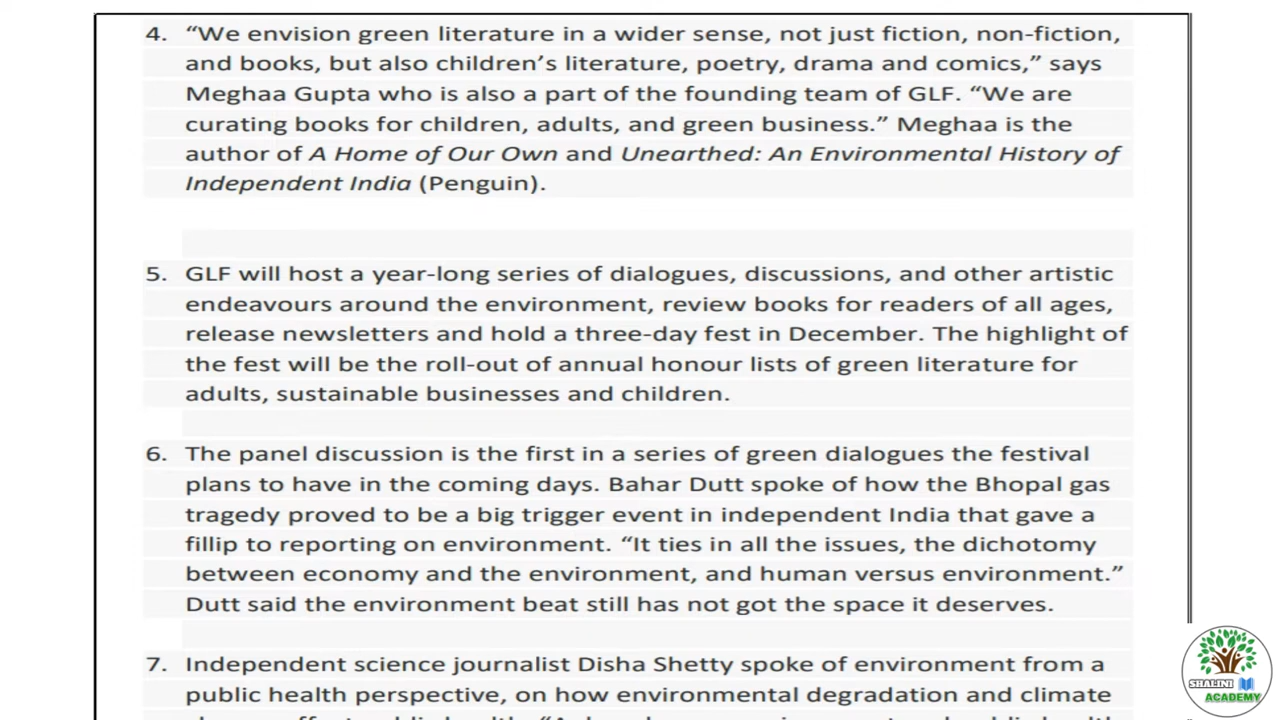 4. “We envision green literature in a wider sense, not just fiction, non-fiction,
and books, but also children’s literature, poetry, drama and comics,” says
Meghaa Gupta who is also a part of the founding team of GLF. “We are
curating books for children, adults, and green business.” Meghaa is the
author of A Home of Our Own and Unearthed: An Environmental History of
Independent India (Penguin).
5. GLF will host a year-long series of dialogues, discussions, and other artistic
endeavours around the environment, review books for readers of all ages,
release newsletters and hold a three-day fest in December. The highlight of
the fest will be the roll-out of annual honour lists of green literature for
adults, sustainable businesses and children.
6. The panel discussion is the first in a series of green dialogues the festival
plans to have in the coming days. Bahar Dutt spoke of how the Bhopal gas
tragedy proved to be a big trigger event in independent India that gave a
fillip to reporting on environment. “It ties in all the issues, the dichotomy
between economy and the environment, and human versus environment.”
Dutt said the environment beat still has not got the space it deserves.
7. Independent science journalist Disha Shetty spoke of environment from a
public health perspective, on how environmental degradation and climate
SHALINI
ACADEMY